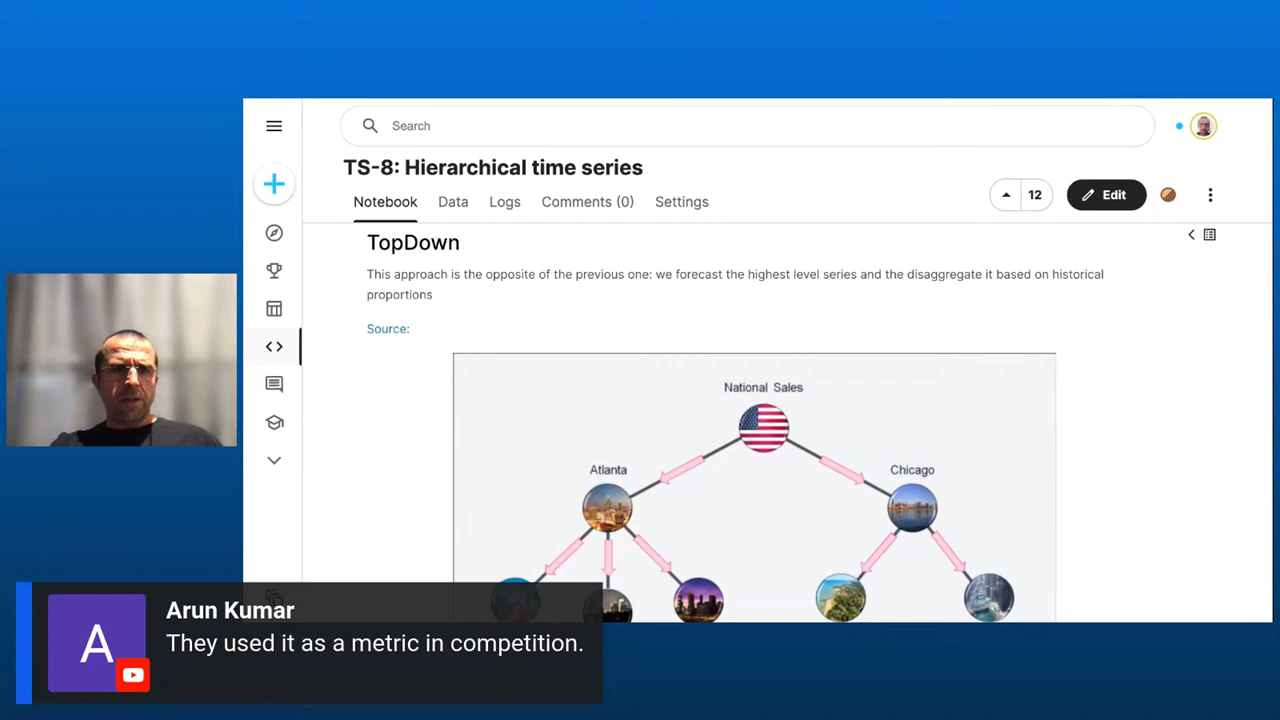 Search
TS-8: Hierarchical time series
12
Edit
Notebook
Data
Logs
Comments (0)
Settings
TopDown
This approach is the opposite of the previous one: we forecast the highest level series and the disaggregate it based on historical
proportions
Source:
National Sales
Atlanta
Chicago
A
Arun Kumar
They used it as a metric in competition.